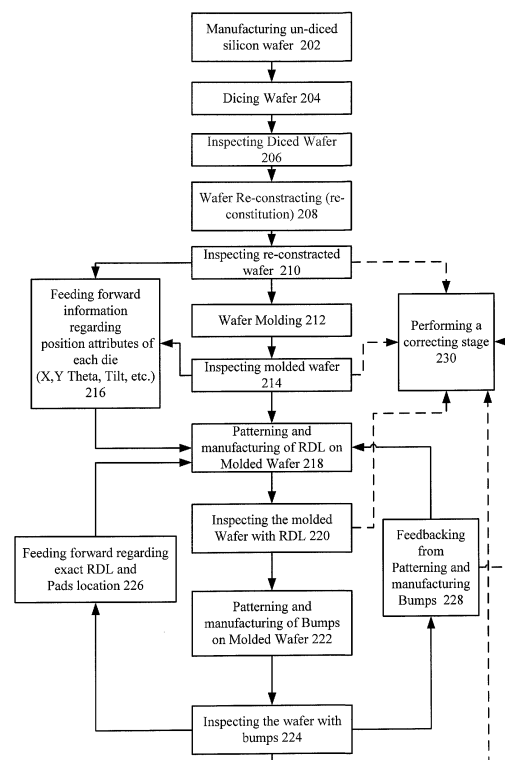 Manufacturing un-diced
silicon wafer 202
Dicing Wafer 204
Inspecting Diced Wafer
206
Wafer Re-constracting (re-
constitution) 208
Inspecting re-constracted
wafer 210
Feeding forward
information
regarding
position attributes of
each die
(X,Y Theta, Tilt, etc.)
216
Wafer Molding 212
Performing a
correcting stage
230
Inspecting molded wafer
214
Patterning and
manufacturing of RDL on
Molded Wafer 218
Inspecting the molded
Wafer with RDL 220
Feeding forward regarding
exact RDL and
Pads location 226
Feedbacking
from
Patterning and
manufacturing
Bumps 228
Patterning and
manufacturing of Bumps
on Molded Wafer 222
Inspecting the wafer with
bumps 224